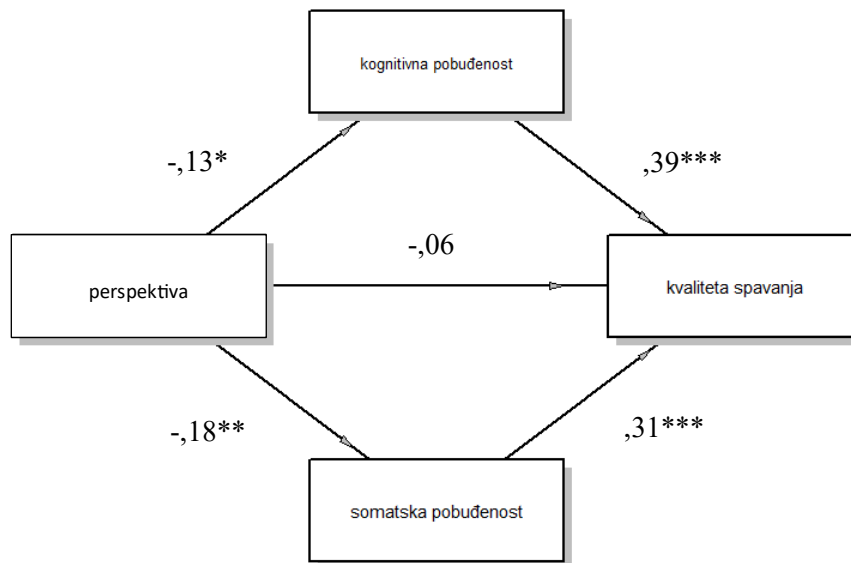 kognitivna pobuđenost
-,13*
,39***
-,06
perspektiva
kvaliteta spavanja
-,18**
,31***
somatska pobuđenost